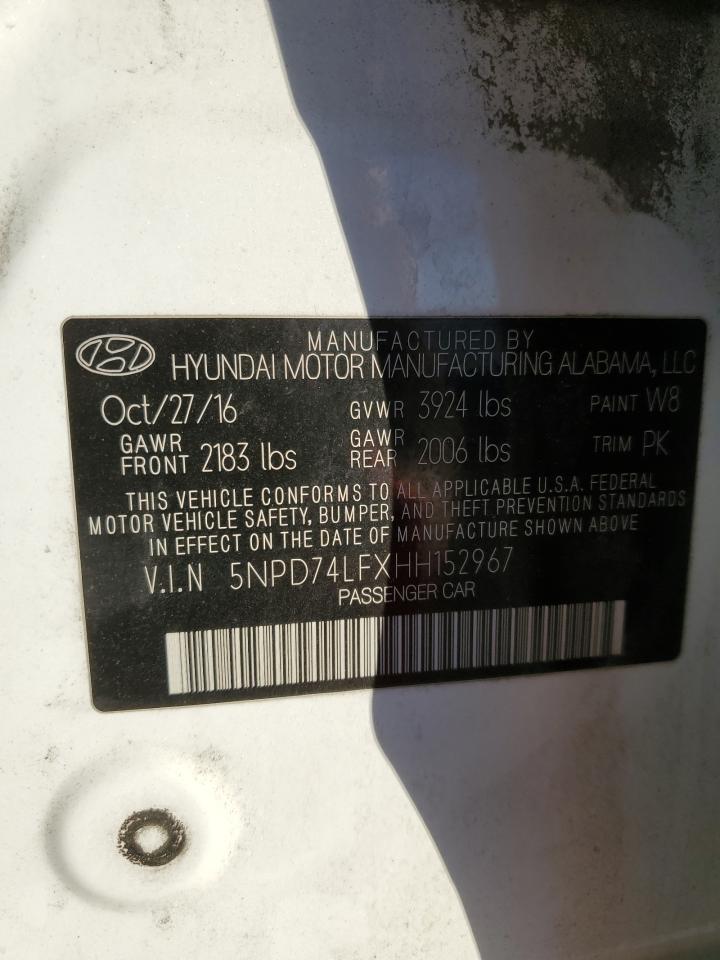 MANUFACTURED BY
HYUNDAI MOTOR MANUFACTURING ALABAMA, LLC
Oct/27/16 GVWR 3924 lbs PAINT W8
GAWR FRONT 2183 lbs GAWR REAR 2006 lbs TRIM PK
THIS VEHICLE CONFORMS TO ALL APPLICABLE U.S.A. FEDERAL
MOTOR VEHICLE SAFETY, BUMPER, AND THEFT PREVENTION STANDARDS
IN EFFECT ON THE DATE OF MANUFACTURE SHOWN ABOVE
V.I.N 5NPD74LFXHH152967
PASSENGER CAR